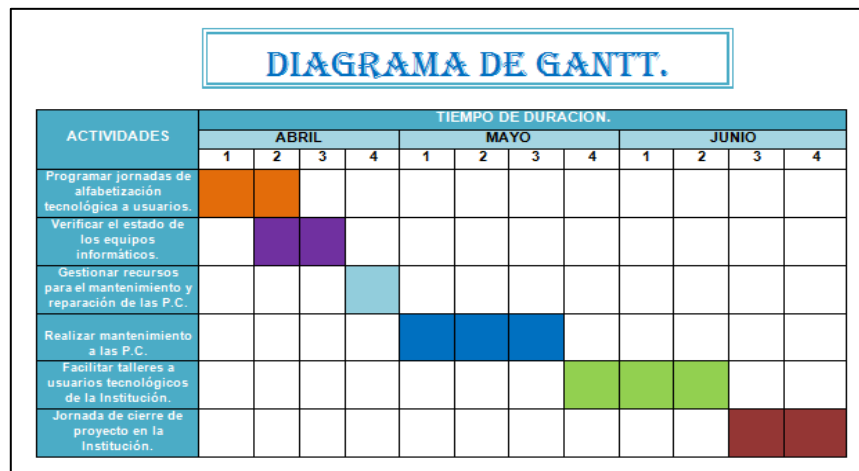 DIAGRAMA DE GANTT.
ACTIVIDADES
TIEMPO DE DURACION.
ABRIL MAYO JUNIO
1 2 3 4 1 2 3 4 1 2 3 4
Programar jornadas de
alfabetización
tecnológica a usuarios.
Verificar el estado de
los equipos
informáticos.
Gestionar recursos
para el mantenimiento y
reparación de las P.C.
Realizar mantenimiento
a las P.C.
Facilitar talleres a
usuarios tecnológicos
de la Institución.
Jornada de cierre de
proyecto en la
Institución.